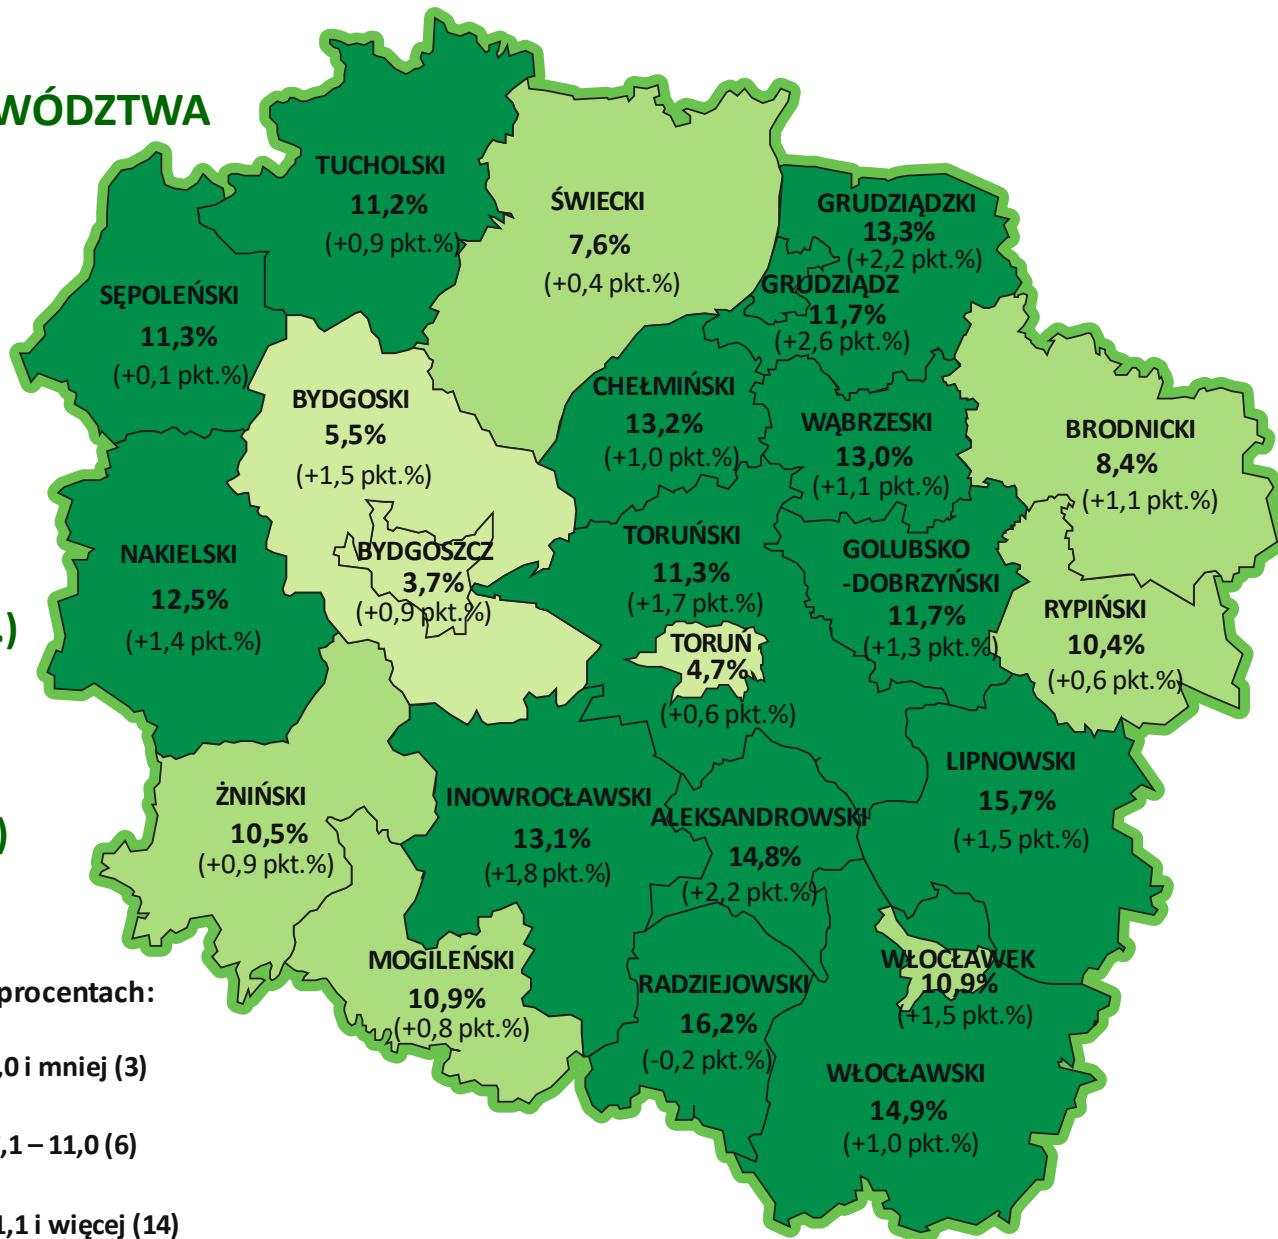 WÓDZTWA
TUCHOLSKI
11,2%
(+0,9 pkt.%)
ŚWIECKI
7,6%
(+0,4 pkt.%)
GRUDZIĄDZKI
13,3%
(+2,2 pkt.%)
GRUDZIĄDZ
11,7%
(+2,6 pkt.%)
SĘPOLEŃSKI
11,3%
(+0,1 pkt.%)
BYDGOSKI
5,5%
(+1,5 pkt.%)
CHEŁMIŃSKI
13,2%
(+1,0 pkt.%)
WĄBRZESKI
13,0%
(+1,1 pkt.%)
BRODNICKI
8,4%
(+1,1 pkt.%)
NAKIELSKI
12,5%
(+1,4 pkt.%)
BYDGOSZCZ
3,7%
(+0,9 pkt.%)
TORUŃSKI
11,3%
(+1,7 pkt.%)
GOLUBSKO
-DOBRZYŃSKI
11,7%
(+1,3 pkt.%)
RYPIŃSKI
10,4%
(+0,6 pkt.%)
.)
TORUŃ
4,7%
(+0,6 pkt.%)
LIPNOWSKI
15,7%
(+1,5 pkt.%)
ŻNIŃSKI
10,5%
(+0,9 pkt.%)
)
INOWROCŁAWSKI
13,1%
(+1,8 pkt.%)
ALEKSANDROWSKI
14,8%
(+2,2 pkt.%)
MOGILEŃSKI
10,9%
(+0,8 pkt.%)
RADZIEJOWSKI
16,2%
(-0,2 pkt.%)
WŁOCŁAWEK
10,9%
(+1,5 pkt.%)
WŁOCŁAWSKI
14,9%
(+1,0 pkt.%)
procentach:
,0 i mniej (3)
,1 – 11,0 (6)
1,1 i więcej (14)